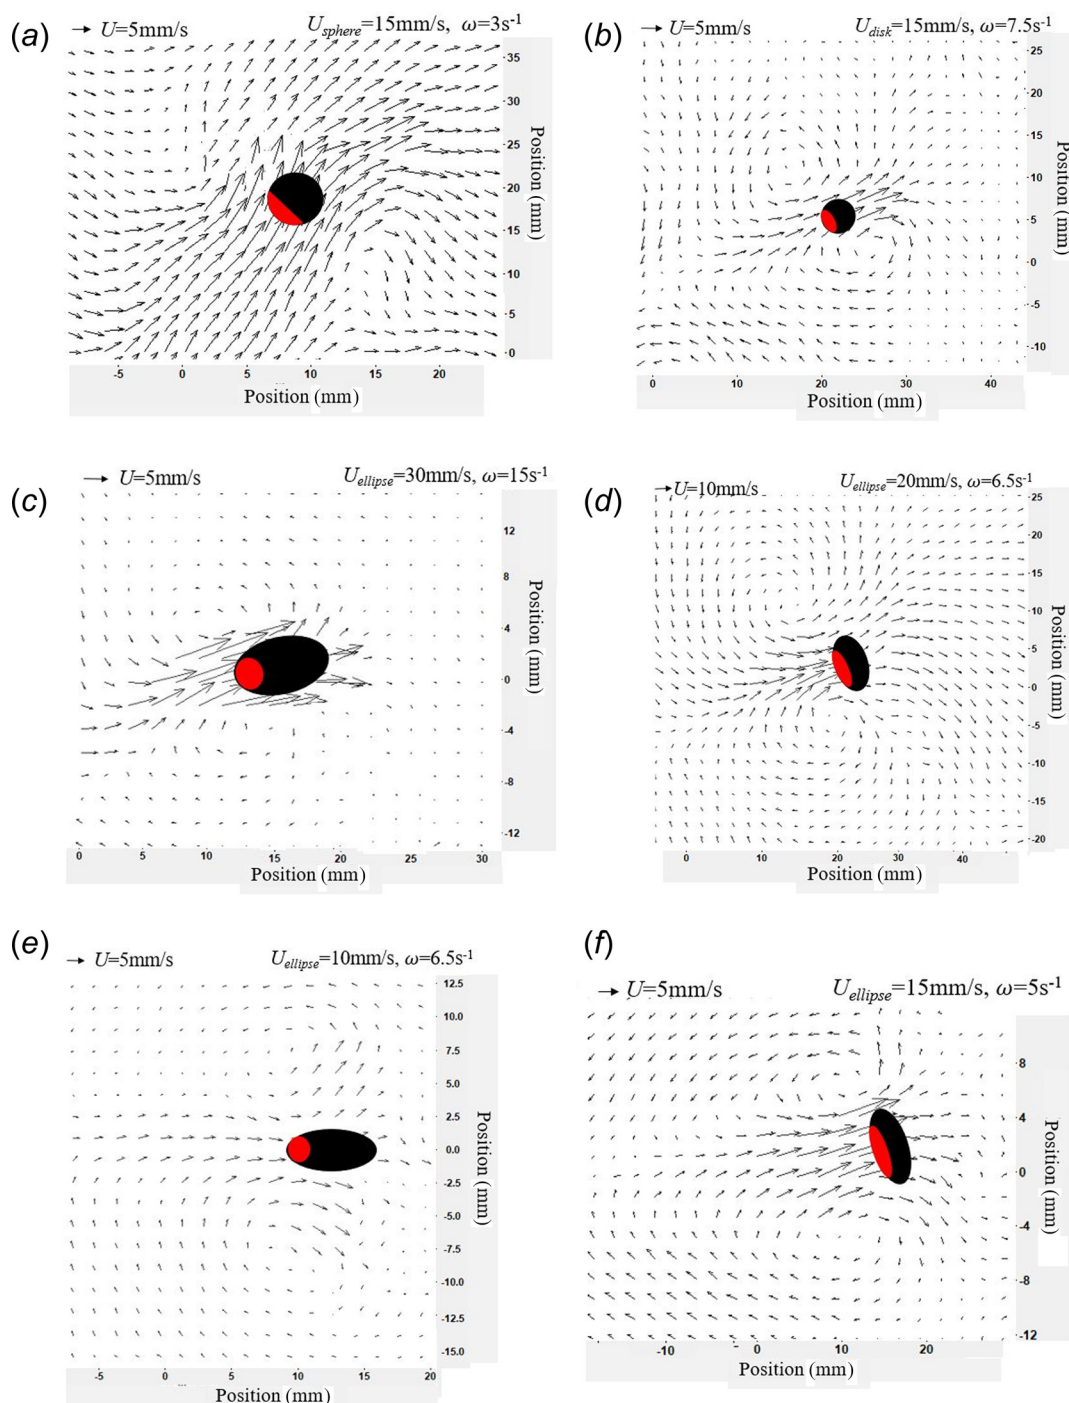 (a) → U=5mm/s U_sphere=15mm/s, ω=3s⁻¹
35
30
25
20
15
10
5
0
Position (mm)
-5 0 5 10 15 20
Position (mm)
(b) → U=5mm/s U_disk=15mm/s, ω=7.5s⁻¹
25
20
15
10
5
0
-5
-10
Position (mm)
0 10 20 30 40
Position (mm)
(c) → U=5mm/s U_ellipse=30mm/s, ω=15s⁻¹
12
8
4
0
-4
-8
-12
Position (mm)
0 5 10 15 20 25 30
Position (mm)
(d) → U=10mm/s U_ellipse=20mm/s, ω=6.5s⁻¹
25
20
15
10
5
0
-5
-10
-15
-20
Position (mm)
0 10 20 30 40
Position (mm)
(e) → U=5mm/s U_ellipse=10mm/s, ω=6.5s⁻¹
12.5
10.0
7.5
5.0
2.5
0.0
-2.5
-5.0
-7.5
-10.0
-12.5
-15.0
Position (mm)
-5 0 5 10 15 20
Position (mm)
(f) → U=5mm/s U_ellipse=15mm/s, ω=5s⁻¹
8
4
0
-4
-8
-12
Position (mm)
-10 0 10 20
Position (mm)